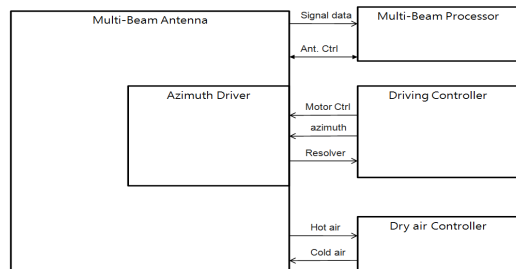 Multi-Beam Antenna
Signal data
Multi-Beam Processor
Ant. Ctrl
Azimuth Driver
Motor Ctrl
Driving Controller
azimuth
Resolver
Hot air
Dry air Controller
Cold air